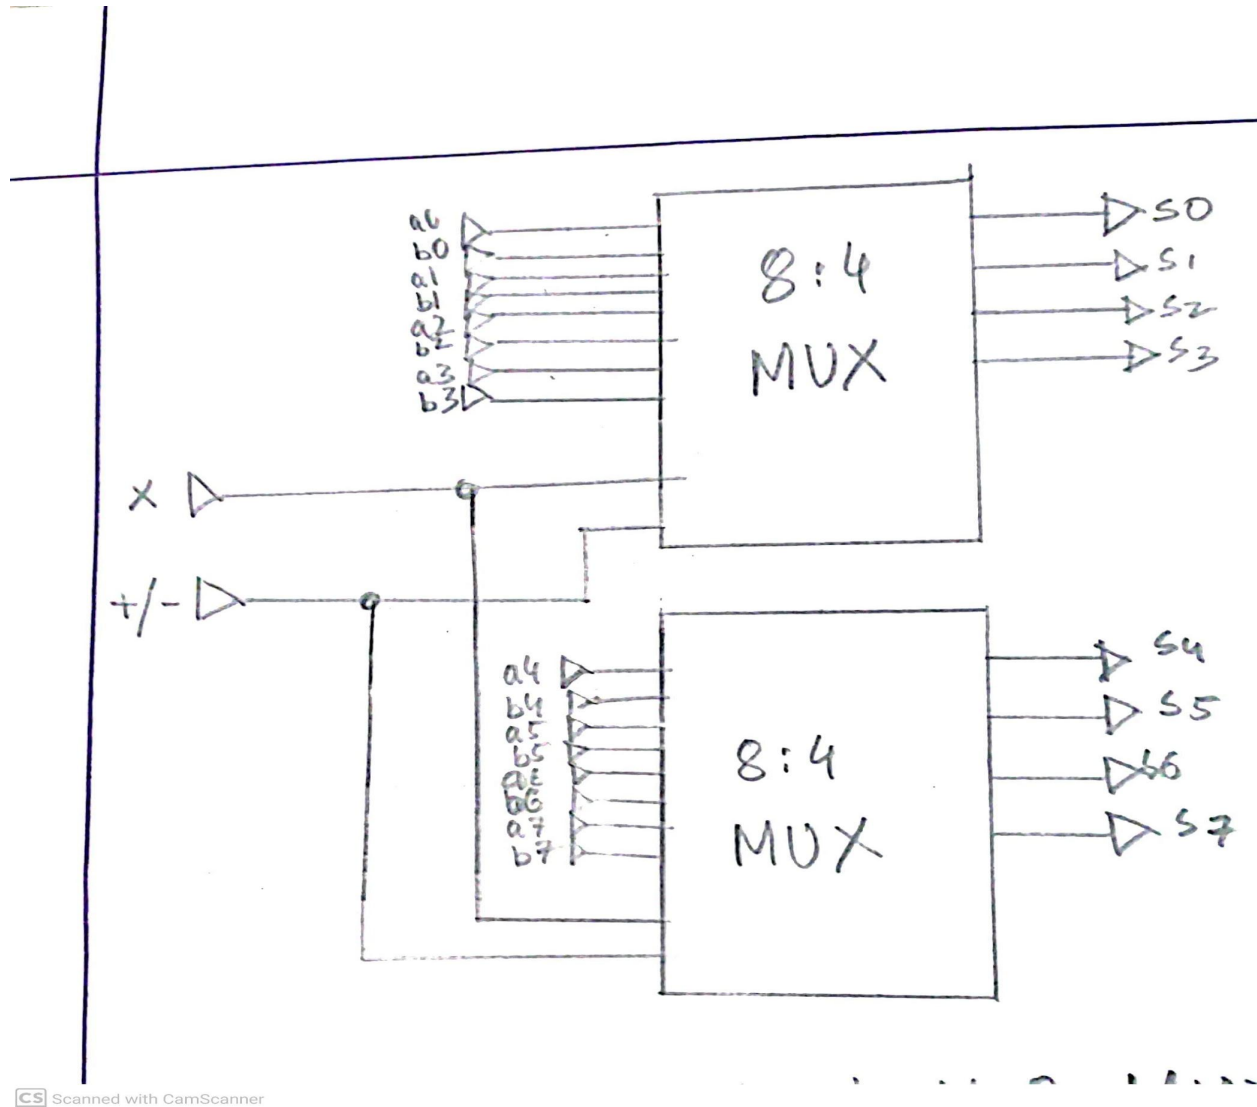 a0
b0
a1
b1
a2
b2
a3
b3
8:4
MUX
S0
S1
S2
S3
X
+/-
a4
b4
a5
b5
a6
b6
a7
b7
8:4
MUX
S4
S5
S6
S7
CS Scanned with CamScanner